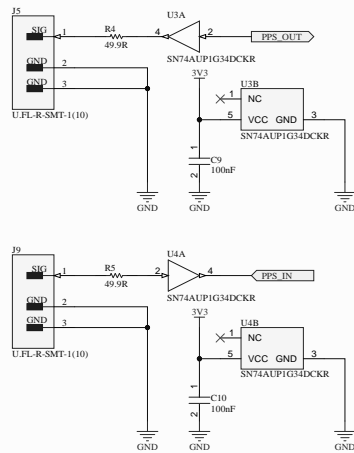 J5
SIG
1
R4
49.9R
4
U3A
2
PPS_OUT
SN74AUP1G34DCKR
GND
2
GND
3
U.FL-R-SMT-1(10)
3V3
U3B
1
NC
5
VCC
GND
3
SN74AUP1G34DCKR
1
C9
100nF
2
GND
GND
GND
J9
SIG
1
R5
49.9R
2
U4A
4
PPS_IN
SN74AUP1G34DCKR
GND
2
GND
3
U.FL-R-SMT-1(10)
3V3
U4B
1
NC
5
VCC
GND
3
SN74AUP1G34DCKR
1
C10
100nF
2
GND
GND
GND